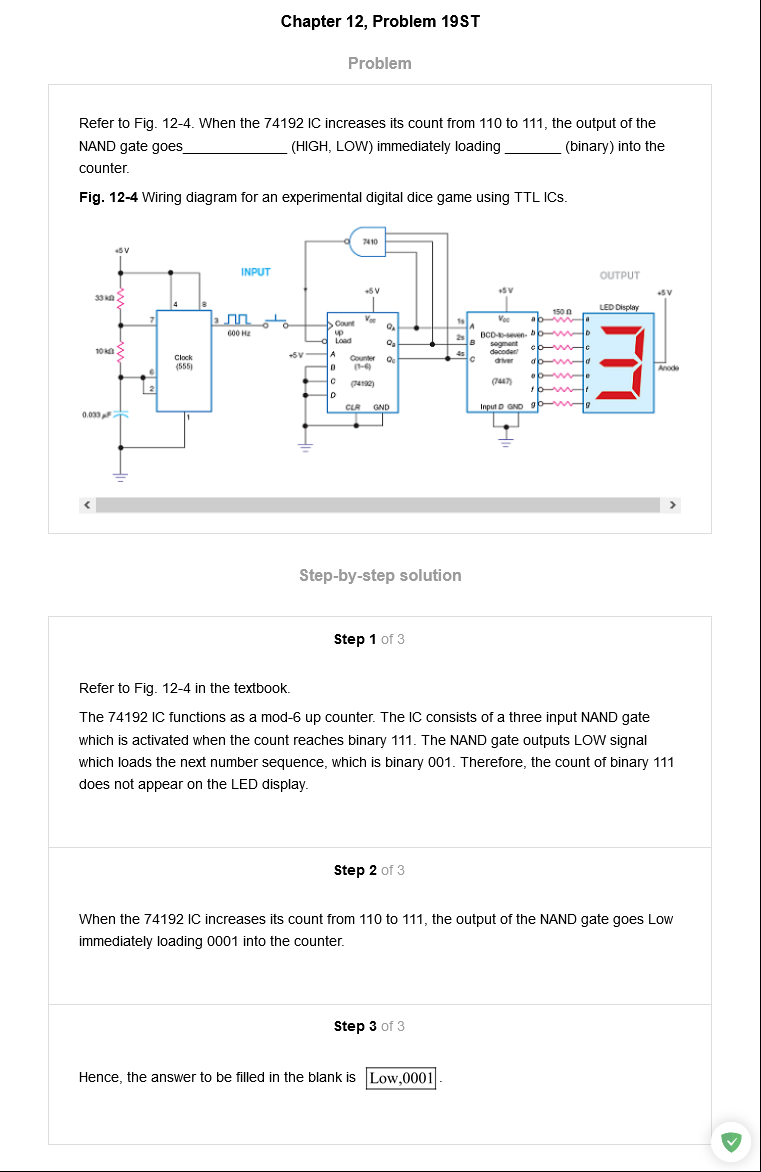 Chapter 12, Problem 19ST
Problem
Refer to Fig. 12-4. When the 74192 IC increases its count from 110 to 111, the output of the
NAND gate goes______________ (HIGH, LOW) immediately loading _______ (binary) into the
counter.
Fig. 12-4 Wiring diagram for an experimental digital dice game using TTL ICs.
7410
+5 V
INPUT
OUTPUT
+5 V
+5 V
+5 V
33 kΩ
4
8
150 Ω
LED Display
7
3
600 Hz
Count
up
Load
Vcc
QA
QB
QC
1s
2s
4s
A
B
C
Vcc
BCD-to-seven-
segment
decoder/
driver
(7447)
a
b
c
d
e
f
g
a
b
c
d
e
f
g
10 kΩ
Clock
(555)
+5 V
A
B
C
D
Counter
(1-6)
(74192)
Anode
6
2
CLR GND
Input D GND
0.033 µF
1
3
Step-by-step solution
Step 1 of 3
Refer to Fig. 12-4 in the textbook.
The 74192 IC functions as a mod-6 up counter. The IC consists of a three input NAND gate
which is activated when the count reaches binary 111. The NAND gate outputs LOW signal
which loads the next number sequence, which is binary 001. Therefore, the count of binary 111
does not appear on the LED display.
Step 2 of 3
When the 74192 IC increases its count from 110 to 111, the output of the NAND gate goes Low
immediately loading 0001 into the counter.
Step 3 of 3
Hence, the answer to be filled in the blank is Low,0001.